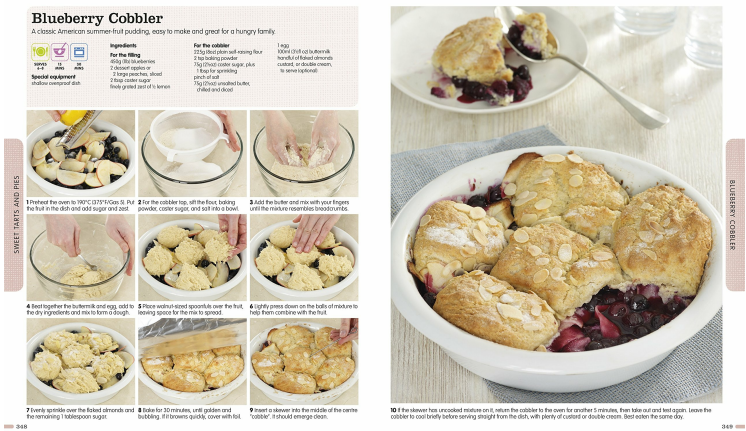 Blueberry Cobbler
A classic American summer-fruit pudding, easy to make and great for a hungry family.
SERVES
6–8
15
MINS
30
MINS
Special equipment
shallow ovenproof dish
Ingredients
For the filling
450g (1lb) blueberries
2 dessert apples or
2 large peaches, sliced
2 tbsp caster sugar
finely grated zest of ½ lemon
For the cobbler
225g (8oz) plain self-raising flour
2 tsp baking powder
75g (2½oz) caster sugar, plus
1 tbsp for sprinkling
pinch of salt
75g (2½oz) unsalted butter,
chilled and diced
1 egg
100ml (3½fl oz) buttermilk
handful of flaked almonds
custard, or double cream,
to serve (optional)
1 Preheat the oven to 190°C (375°F/Gas 5). Put
the fruit in the dish and add sugar and zest.
2 For the cobbler top, sift the flour, baking
powder, caster sugar, and salt into a bowl.
3 Add the butter and mix with your fingers
until the mixture resembles breadcrumbs.
4 Beat together the buttermilk and egg, add to
the dry ingredients and mix to form a dough.
5 Place walnut-sized spoonfuls over the fruit,
leaving space for the mix to spread.
6 Lightly press down on the balls of mixture to
help them combine with the fruit.
7 Evenly sprinkle over the flaked almonds and
the remaining 1 tablespoon sugar.
8 Bake for 30 minutes, until golden and
bubbling. If it browns quickly, cover with foil.
9 Insert a skewer into the middle of the centre
"cobble". It should emerge clean.
10 If the skewer has uncooked mixture on it, return the cobbler to the oven for another 5 minutes, then take out and test again. Leave the
cobbler to cool briefly before serving straight from the dish, with plenty of custard or double cream. Best eaten the same day.
SWEET TARTS AND PIES
BLUEBERRY COBBLER
348
349